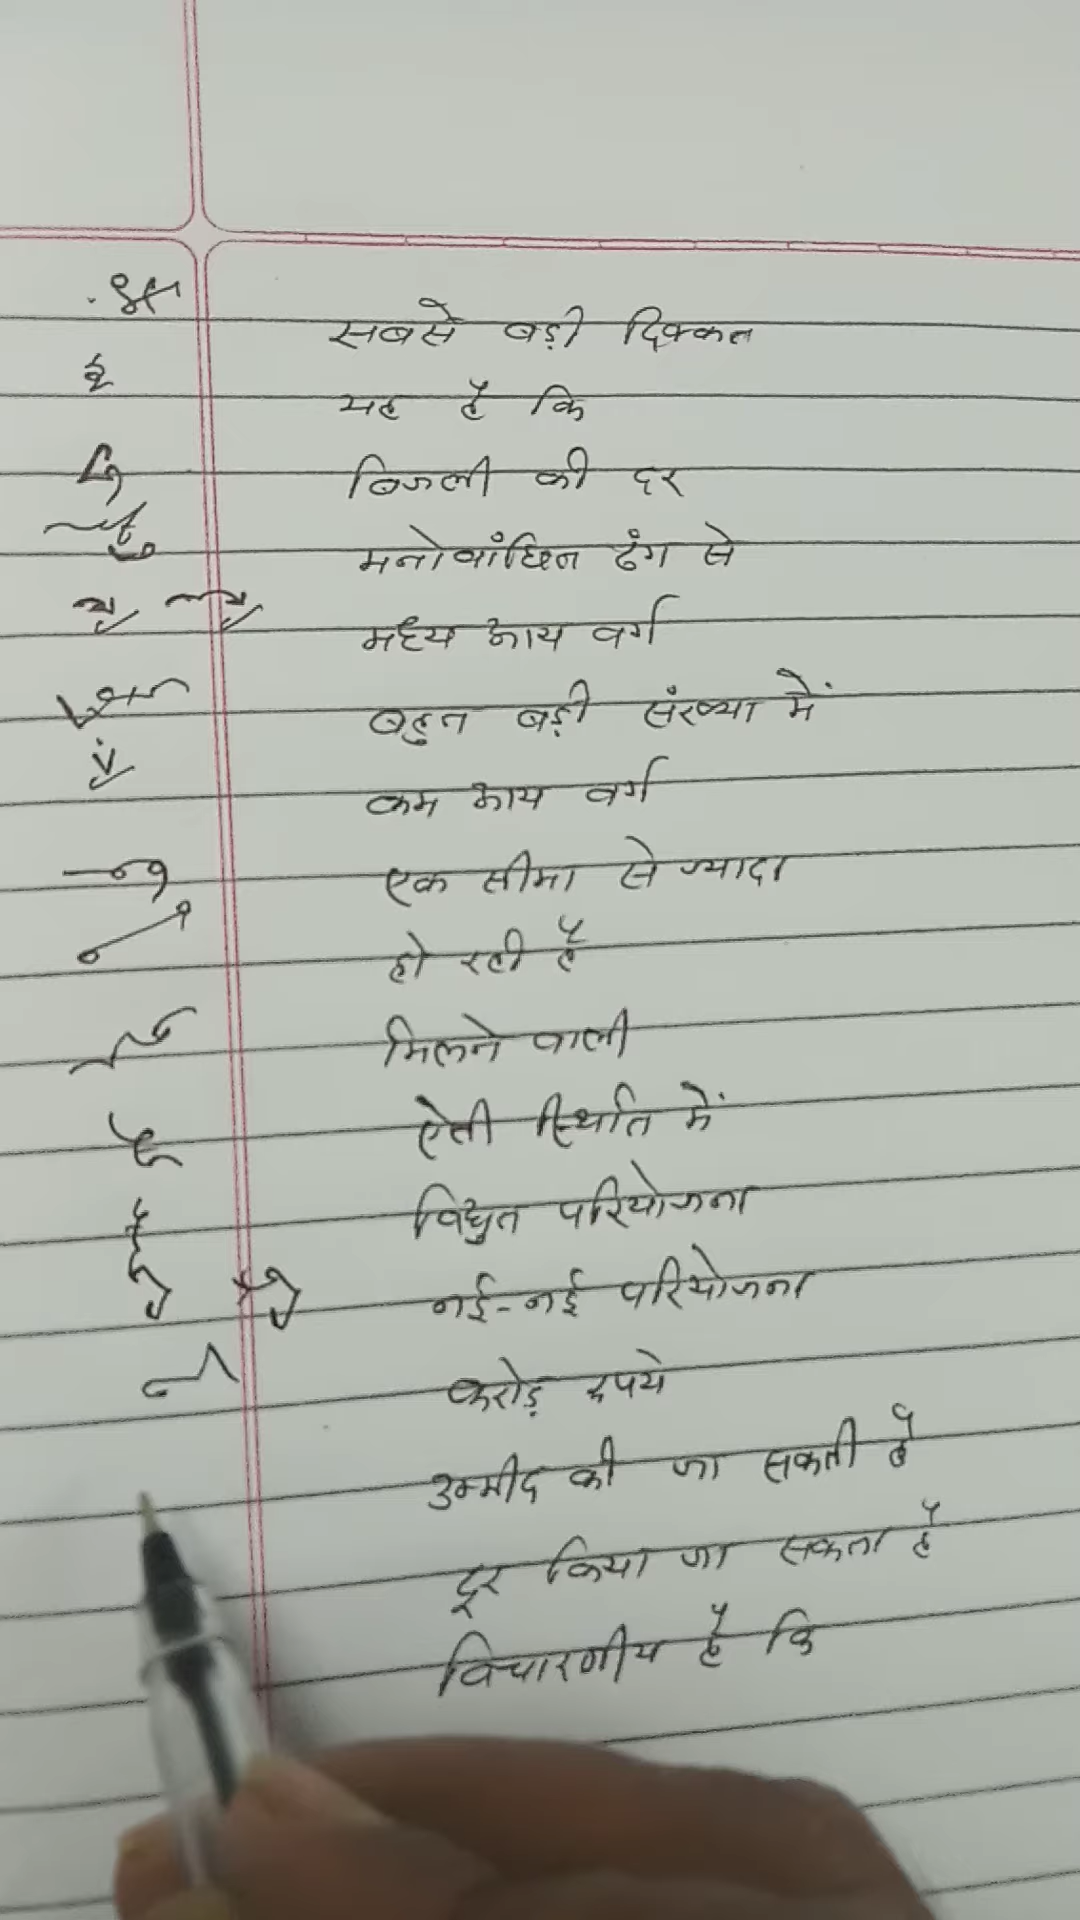 सबसे बड़ी दिक्कत
यह है कि
बिजली की दर
मनोवांछित ढंग से
मध्य आय वर्ग
बहुत बड़ी संख्या में
कम आय वर्ग
एक सीमा से ज्यादा
हो रही है
मिलने वाली
ऐसी स्थिति में
विधुत परियोजना
नई-नई परियोजना
करोड़ रुपये
उम्मीद की जा सकती है
दूर किया जा सकता है
विचारणीय है कि